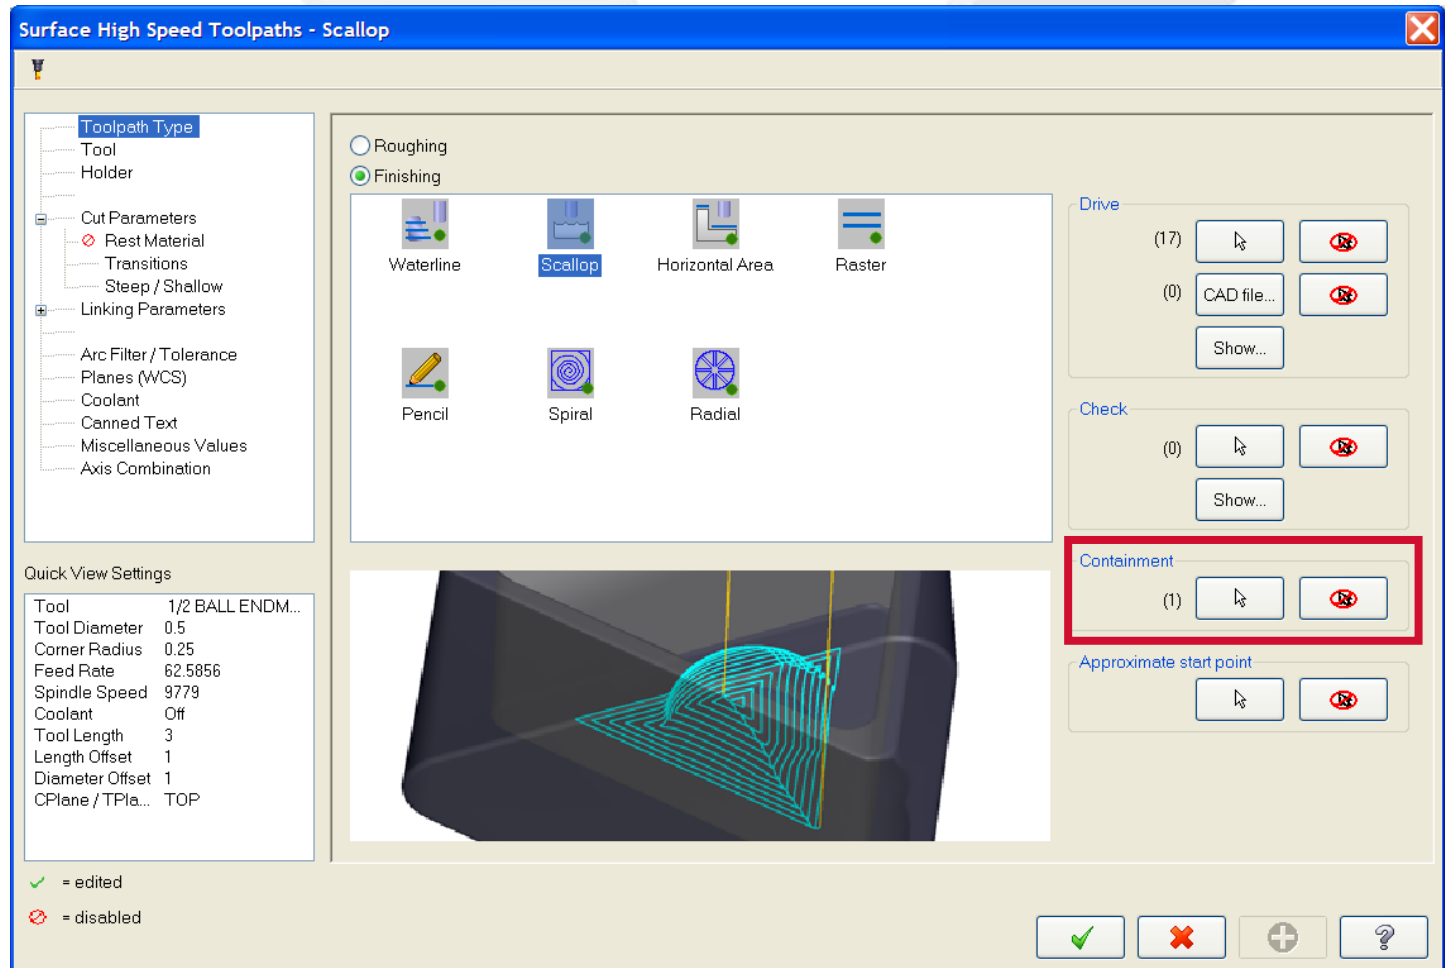 Surface High Speed Toolpaths - Scallop
Toolpath Type
Tool
Holder
Cut Parameters
Rest Material
Transitions
Steep / Shallow
Linking Parameters
Arc Filter / Tolerance
Planes (WCS)
Coolant
Canned Text
Miscellaneous Values
Axis Combination
Quick View Settings
Tool 1/2 BALL ENDM...
Tool Diameter 0.5
Corner Radius 0.25
Feed Rate 62.5856
Spindle Speed 9779
Coolant Off
Tool Length 3
Length Offset 1
Diameter Offset 1
CPlane / TPla... TOP
= edited
= disabled
Roughing
Finishing
Waterline Scallop Horizontal Area Raster
Pencil Spiral Radial
Drive
(17)
(0) CAD file...
Show...
Check
(0)
Show...
Containment
(1)
Approximate start point